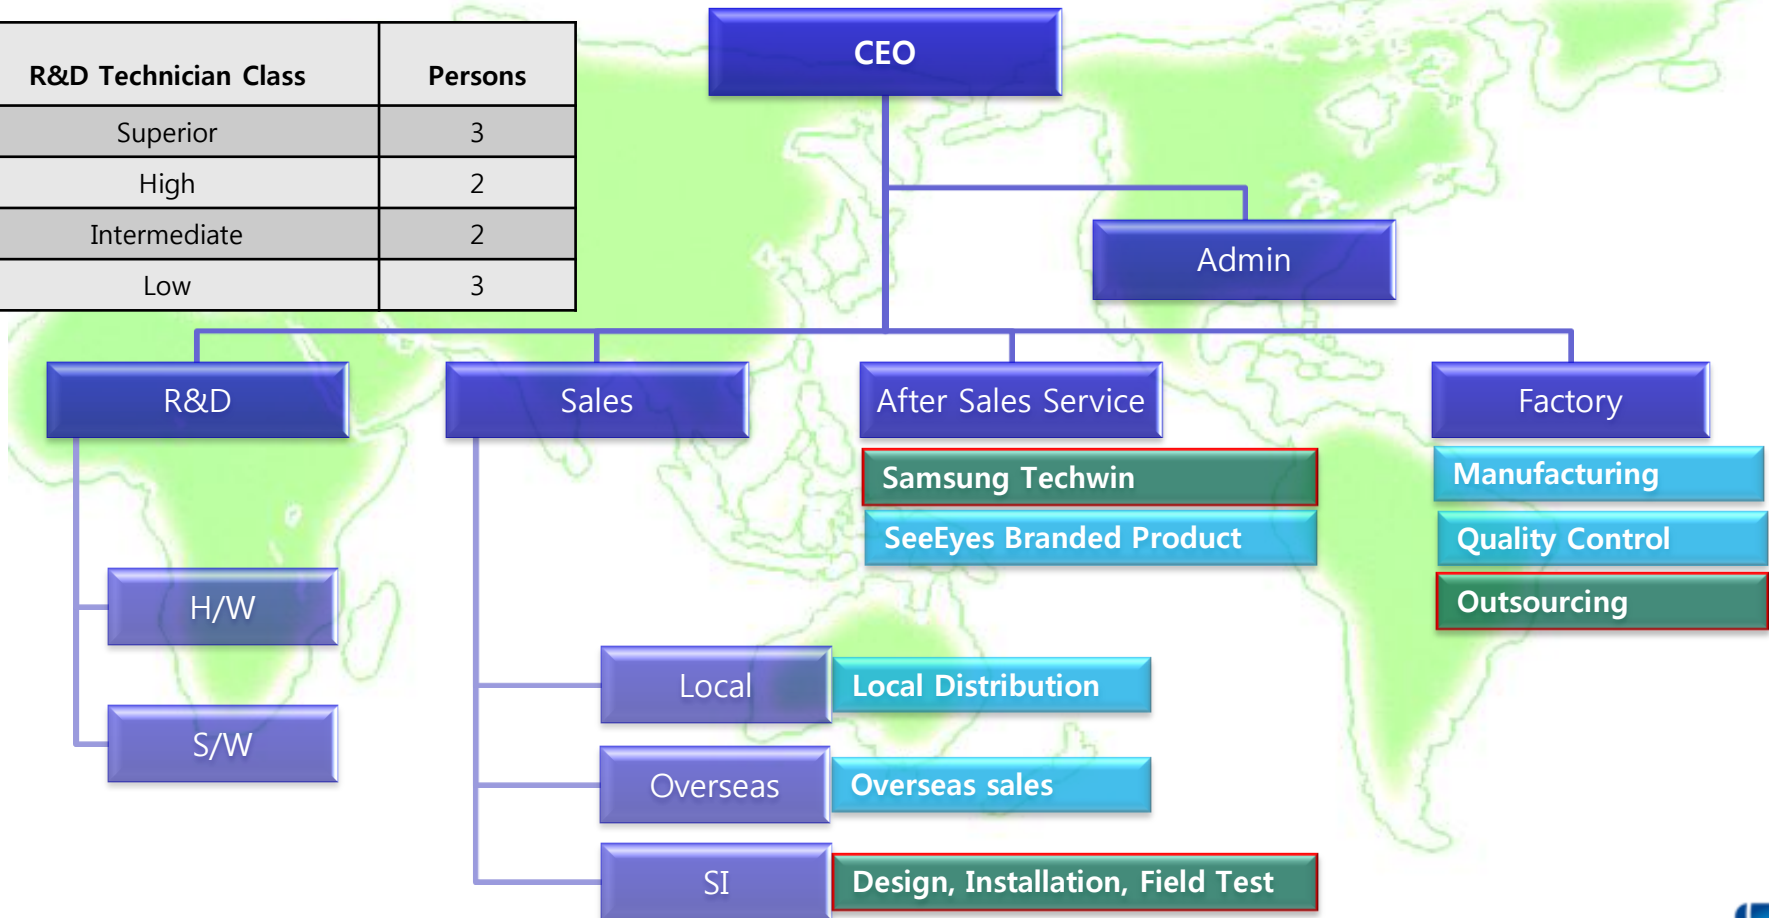 R&D Technician Class Persons
Superior 3
High 2
Intermediate 2
Low 3
CEO
Admin
R&D
Sales
After Sales Service
Factory
Samsung Techwin
SeeEyes Branded Product
Manufacturing
Quality Control
Outsourcing
H/W
S/W
Local
Local Distribution
Overseas
Overseas sales
SI
Design, Installation, Field Test